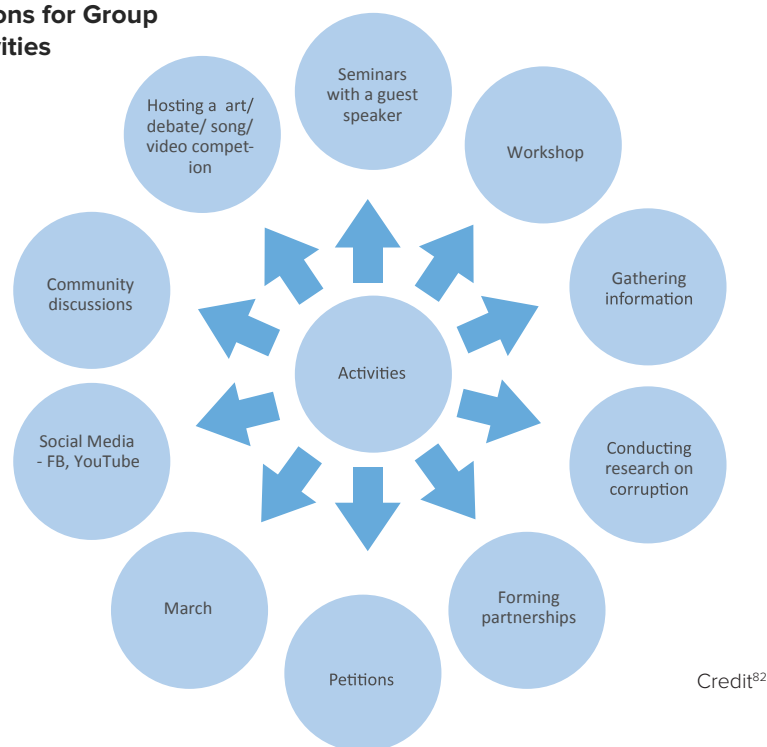 ons for Group
ities
Seminars
with a guest
speaker
Workshop
Gathering
information
Conducting
research on
corruption
Forming
partnerships
Petitions
March
Social Media
- FB, YouTube
Community
discussions
Hosting a art/
debate/ song/
video compet-
ion
Activities
Credit82